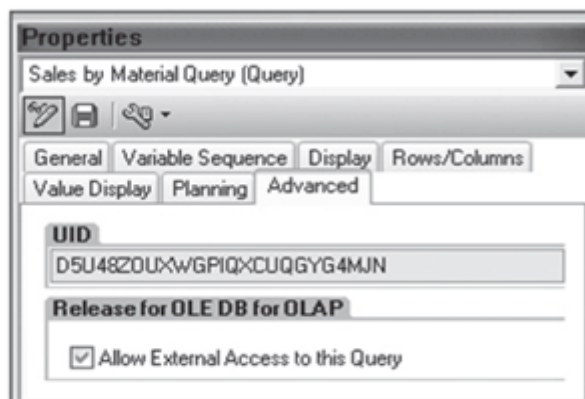 Properties
Sales by Material Query (Query)
General Variable Sequence Display Rows/Columns
Value Display Planning Advanced
UID
D5U48ZOUXWGPIQXCUQGYG4MJN
Release for OLE DB for OLAP
Allow External Access to this Query